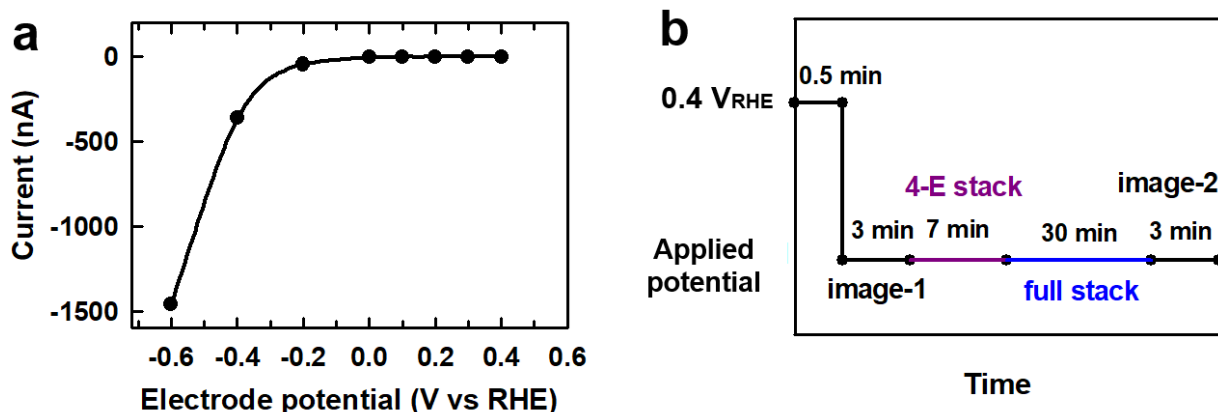 a
Current (nA)
0
-500
-1000
-1500
-0.6 -0.4 -0.2 0.0 0.2 0.4 0.6
Electrode potential (V vs RHE)
b
0.5 min
0.4 VRHE
4-E stack
image-2
3 min 7 min 30 min 3 min
Applied
potential
image-1
full stack
Time